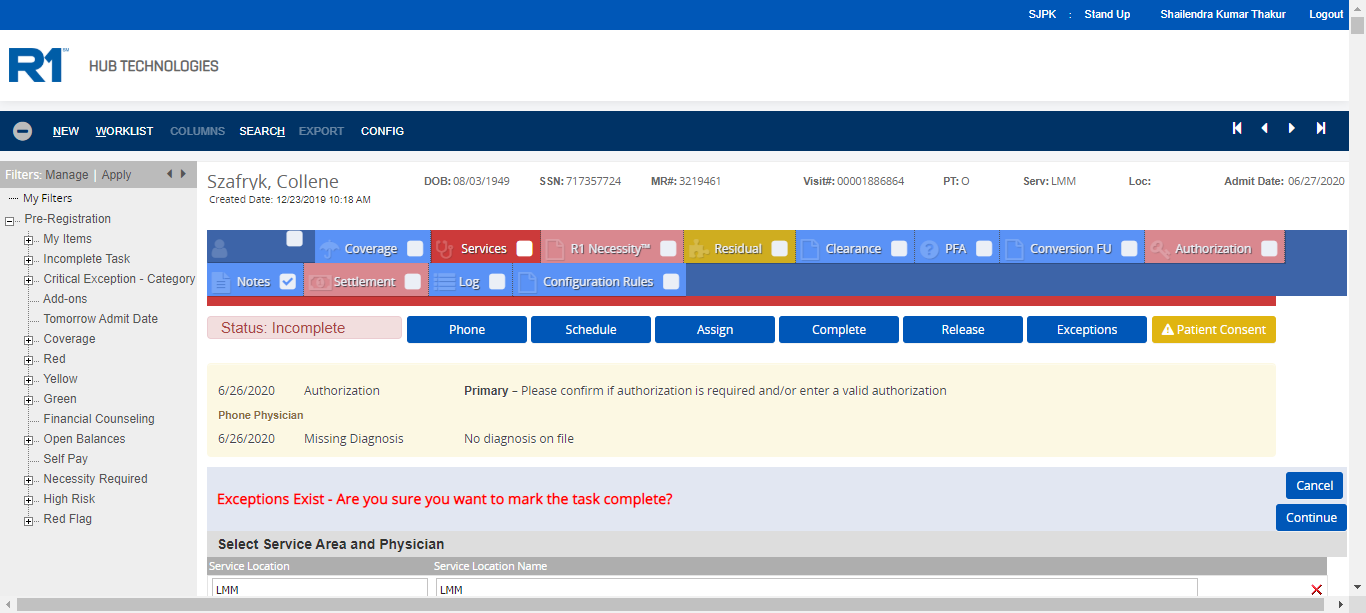 SJPK : Stand Up Shailendra Kumar Thakur Logout
R1 HUB TECHNOLOGIES
NEW WORKLIST COLUMNS SEARCH EXPORT CONFIG
Filters: Manage | Apply
My Filters
Pre-Registration
My Items
Incomplete Task
Critical Exception - Category
Add-ons
Tomorrow Admit Date
Coverage
Red
Yellow
Green
Financial Counseling
Open Balances
Self Pay
Necessity Required
High Risk
Red Flag
Szafryk, Collene DOB: 08/03/1949 SSN: 717357724 MR#: 3219461 Visit#: 00001886864 PT: O Serv: LMM Loc: Admit Date: 06/27/2020
Created Date: 12/23/2019 10:18 AM
Coverage Services R1 Necessity™ Residual Clearance PFA Conversion FU Authorization
Notes Settlement Log Configuration Rules
Status: Incomplete Phone Schedule Assign Complete Release Exceptions Patient Consent
6/26/2020 Authorization Primary – Please confirm if authorization is required and/or enter a valid authorization
Phone Physician
6/26/2020 Missing Diagnosis No diagnosis on file
Exceptions Exist - Are you sure you want to mark the task complete?
Cancel
Continue
Select Service Area and Physician
Service Location Service Location Name
LMM LMM